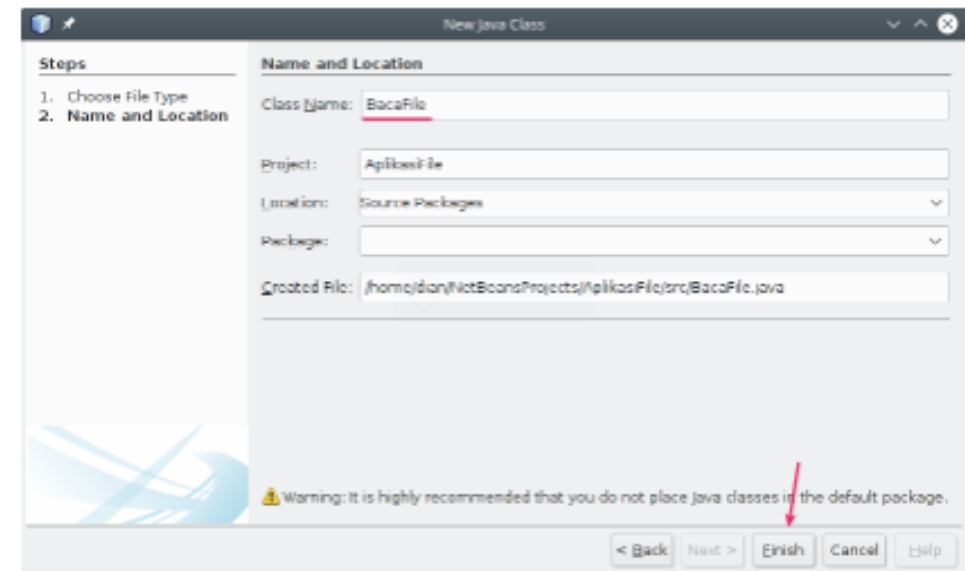 New Java Class
Steps
1. Choose File Type
2. Name and Location
Name and Location
Class Name: BacaFile
Project: AplikasiFile
Location: Source Packages
Package:
Created File: /home/dian/NetBeansProjects/AplikasiFile/src/BacaFile.java
Warning: It is highly recommended that you do not place Java classes in the default package.
< Back Next > Finish Cancel Help